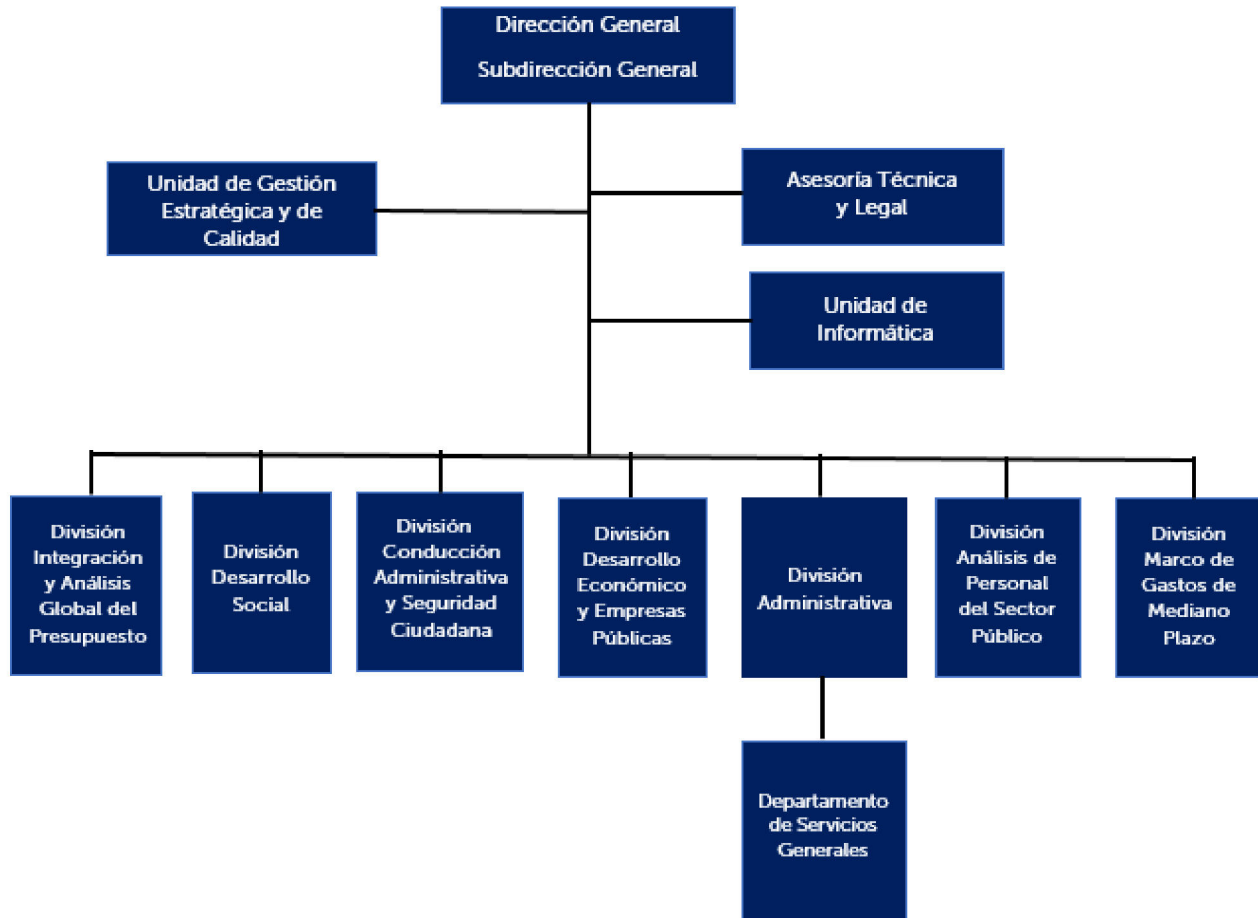 Dirección General
Subdirección General
Unidad de Gestión
Estratégica y de
Calidad
Asesoría Técnica
y Legal
Unidad de
Informática
División
Integración
y Análisis
Global del
Presupuesto
División
Desarrollo
Social
División
Conducción
Administrativa
y Seguridad
Ciudadana
División
Desarrollo
Económico
y Empresas
Públicas
División
Administrativa
División
Análisis de
Personal
del Sector
Público
División
Marco de
Gastos de
Mediano
Plazo
Departamento
de Servicios
Generales